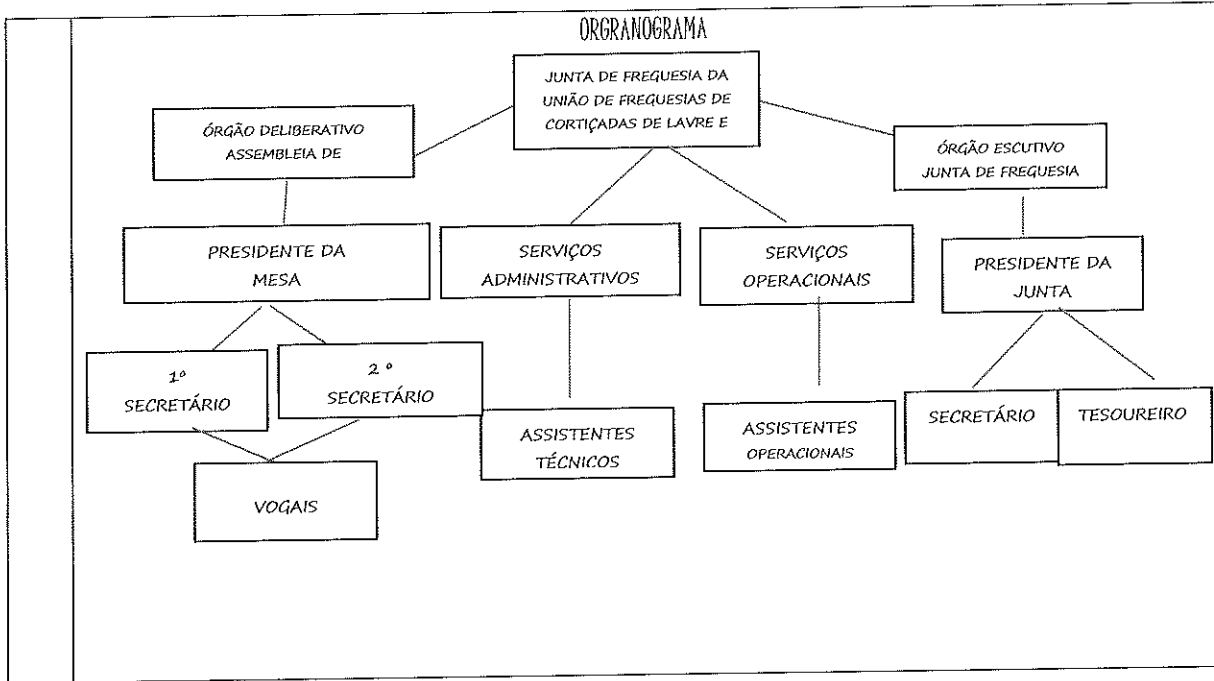 ORGRANOGRAMA
JUNTA DE FREGUESIA DA
UNIÃO DE FREGUESIAS DE
CORTIÇADAS DE LAVRE E
ÓRGÃO DELIBERATIVO
ASSEMBLEIA DE
ÓRGÃO ESCUTIVO
JUNTA DE FREGUESIA
PRESIDENTE DA
MESA
SERVIÇOS
ADMINISTRATIVOS
SERVIÇOS
OPERACIONAIS
PRESIDENTE DA
JUNTA
1º
SECRETÁRIO
2 º
SECRETÁRIO
ASSISTENTES
TÉCNICOS
ASSISTENTES
OPERACIONAIS
SECRETÁRIO
TESOUREIRO
VOGAIS